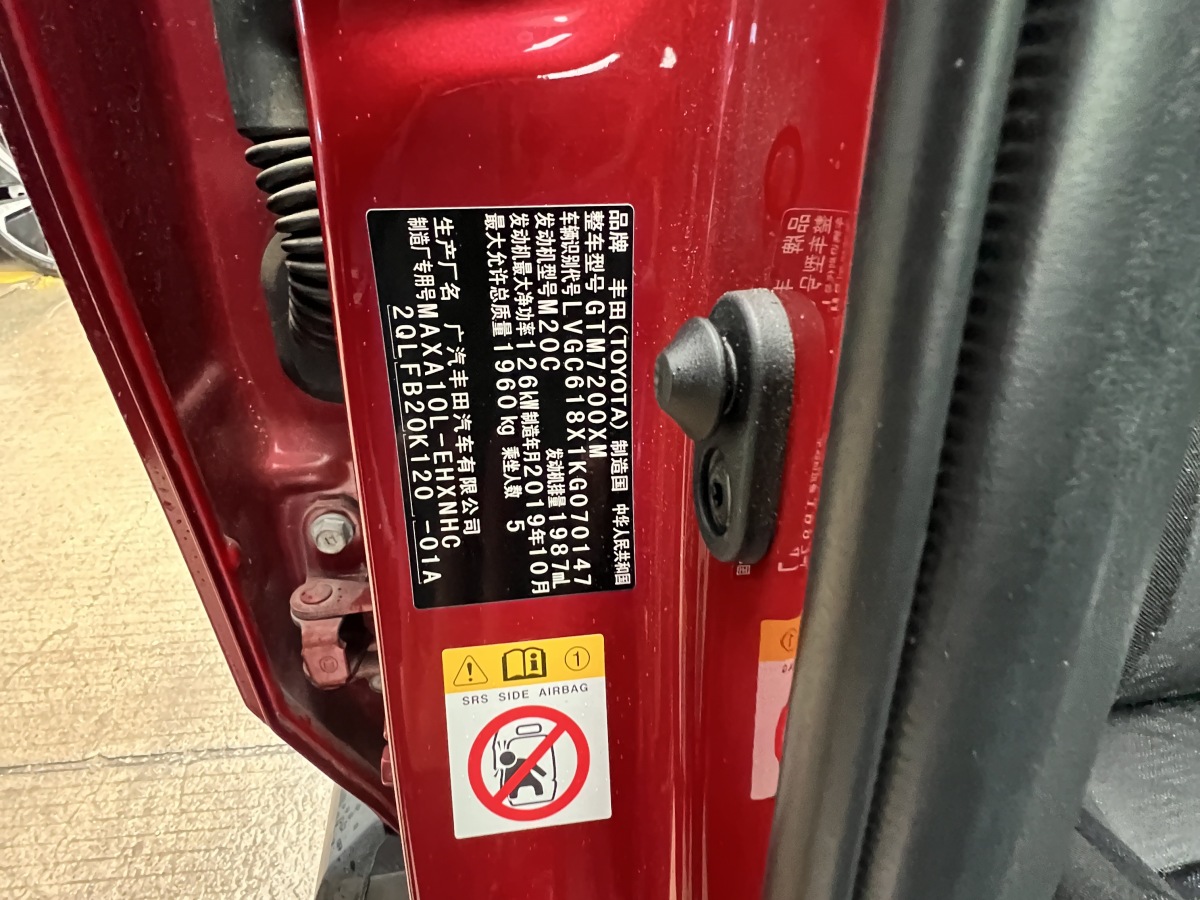 品牌 丰田(TOYOTA) 制造国 中华人民共和国
整车型号 GTM7200XM
车辆识别代号 LVGC618X1KG070147
发动机型号 M20C 发动机排量 1987mL
发动机最大净功率 126kW 制造年月 2019年10月
最大允许总质量 1960kg 乘坐人数 5
生产厂名 广汽丰田汽车有限公司
制造厂专用号 MAXA10L-EHXNHC
2QLFB20K120 -01A
1
SRS SIDE AIRBAG